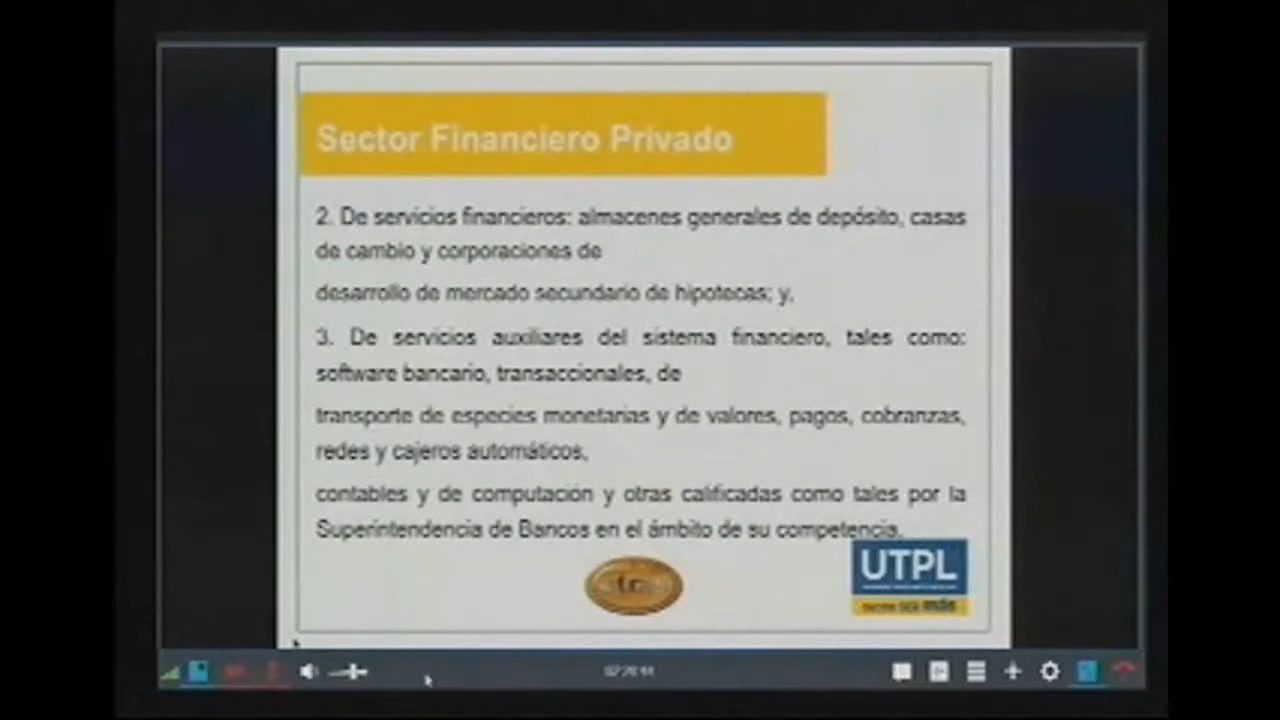 Sector Financiero Privado
2. De servicios financieros: almacenes generales de depósito, casas
de cambio y corporaciones de
desarrollo de mercado secundario de hipotecas; y,
3. De servicios auxiliares del sistema financiero, tales como:
software bancario, transaccionales, de
transporte de especies monetarias y de valores, pagos, cobranzas,
redes y cajeros automáticos,
contables y de computación y otras calificadas como tales por la
Superintendencia de Bancos en el ámbito de su competencia.
UTPL
más